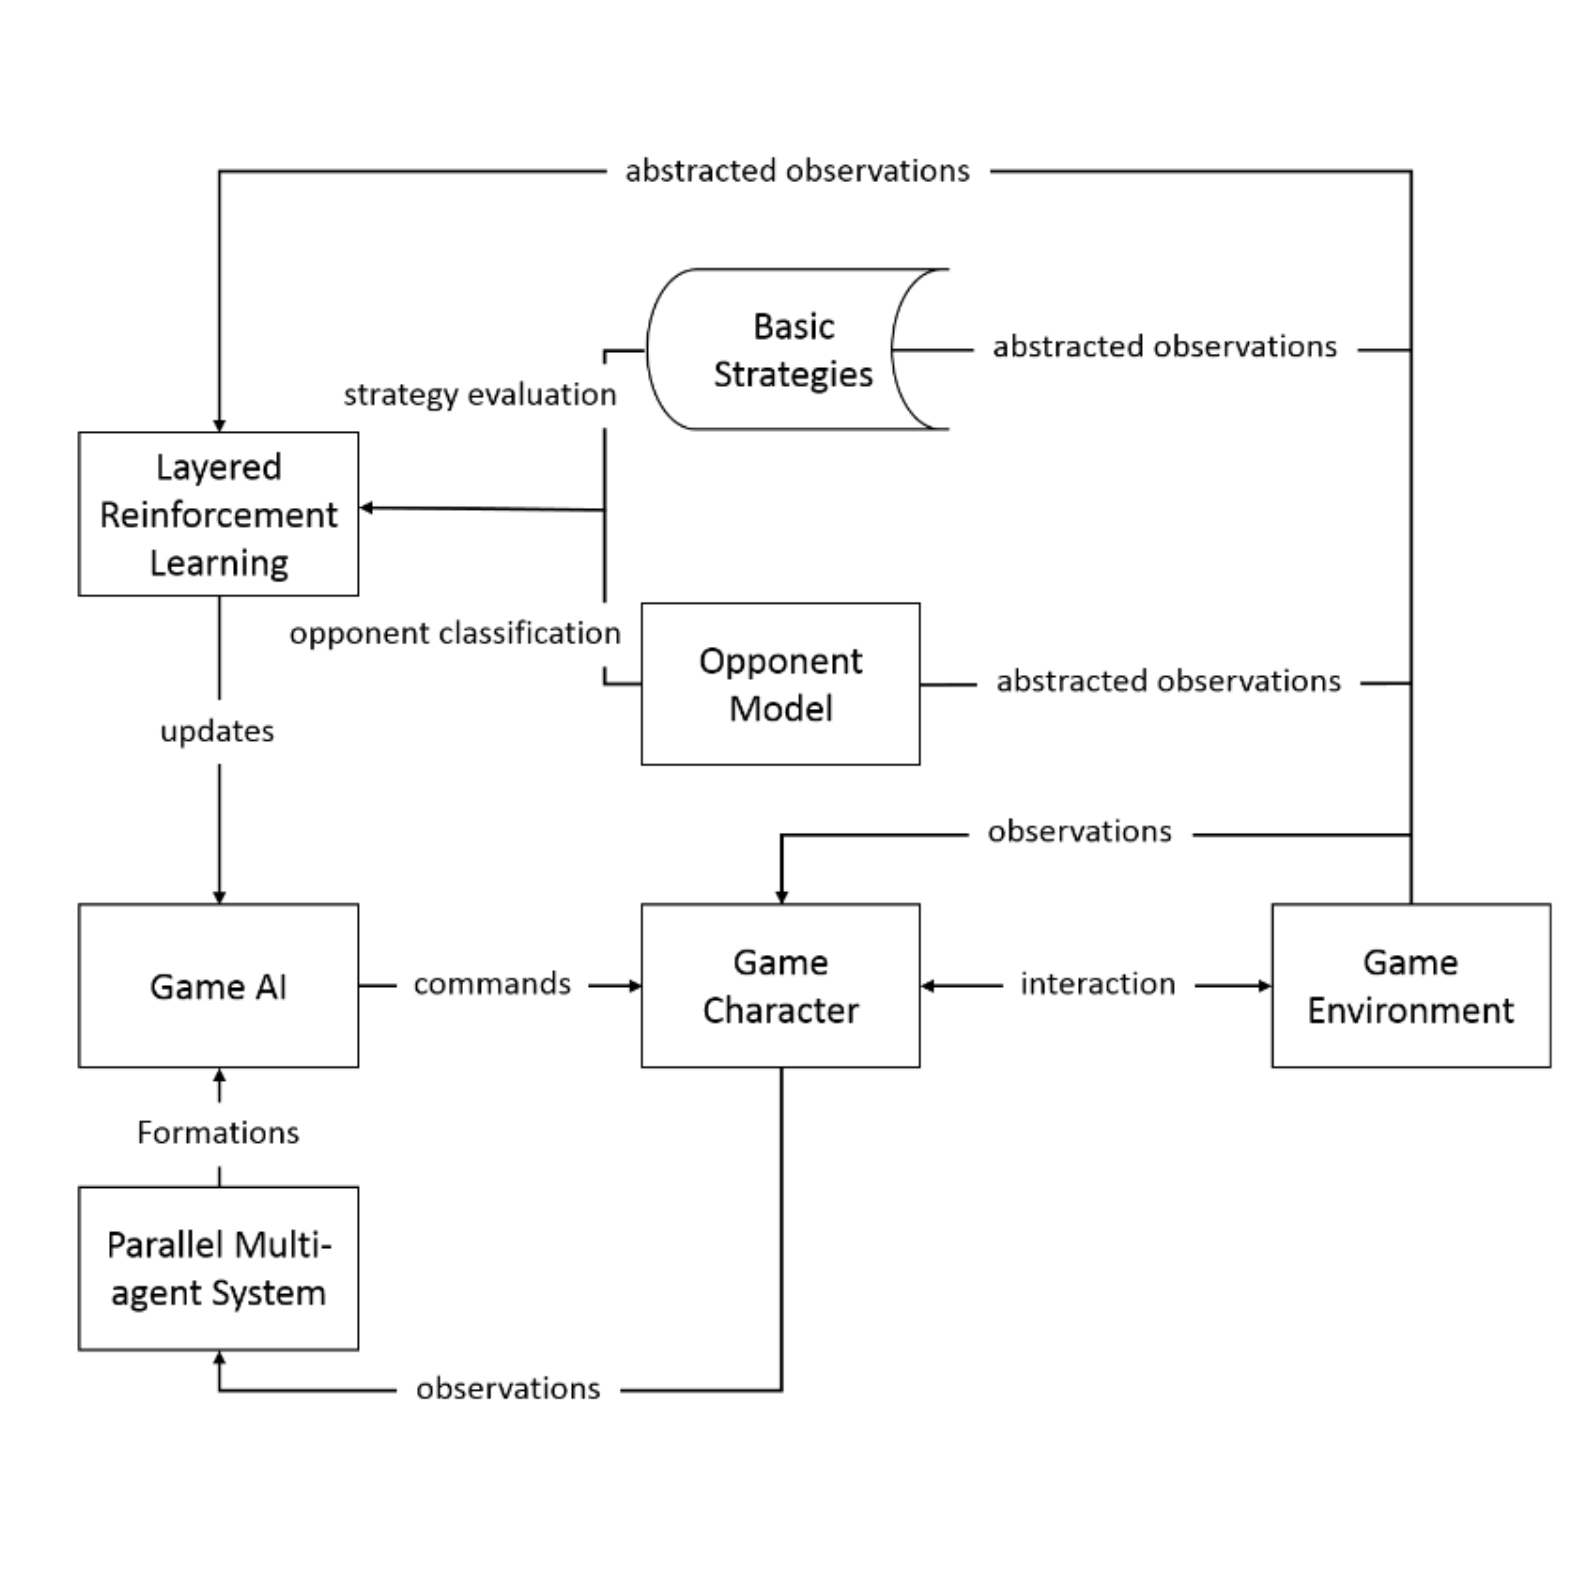 abstracted observations
Basic
Strategies
abstracted observations
strategy evaluation
Layered
Reinforcement
Learning
opponent classification
Opponent
Model
abstracted observations
updates
observations
Game AI
commands
Game
Character
interaction
Game
Environment
Formations
Parallel Multi-
agent System
observations